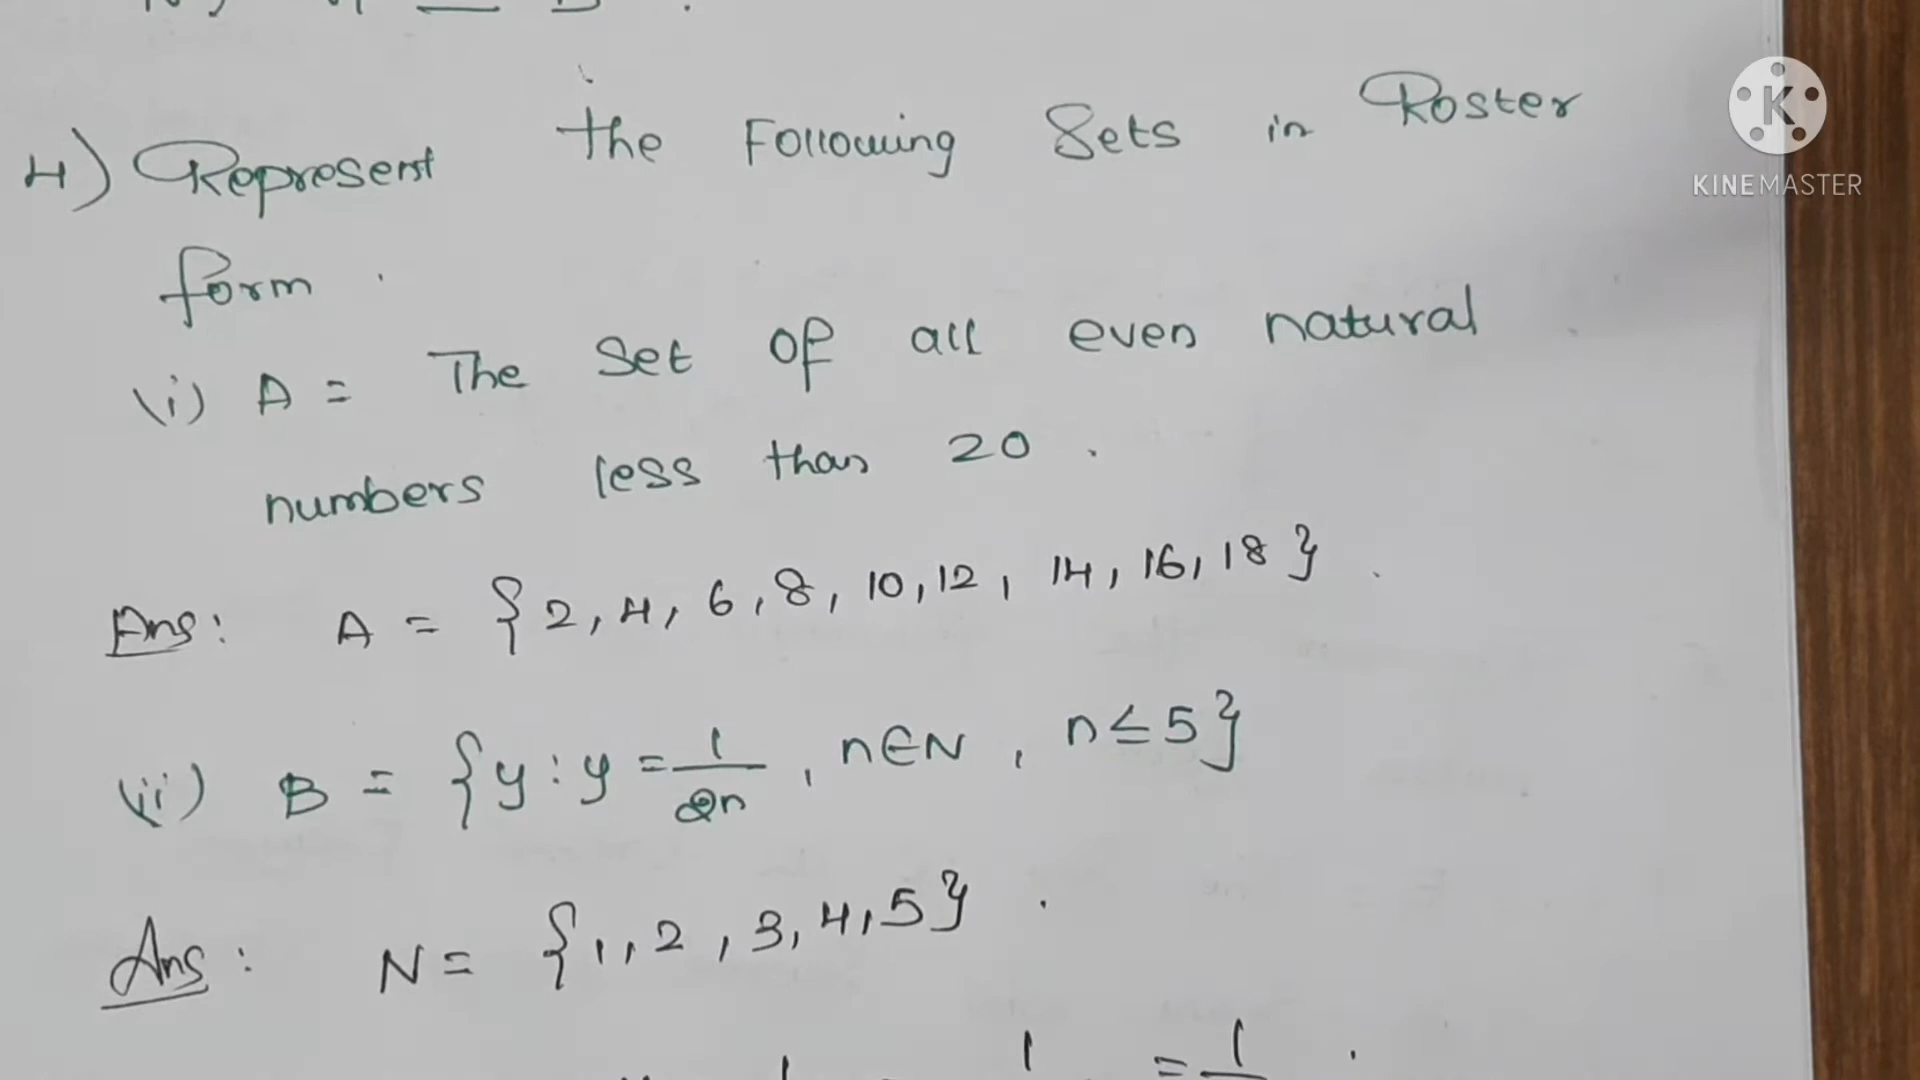 4) Represent the Following Sets in Roster
form.
(i) A = The Set of all even natural
numbers less than 20.
Ans: A = {2, 4, 6, 8, 10, 12, 14, 16, 18}.
(ii) B = {y : y = 1/2n, n∈N, n≤5}
Ans: N = {1, 2, 3, 4, 5}.
K
KINEMASTER